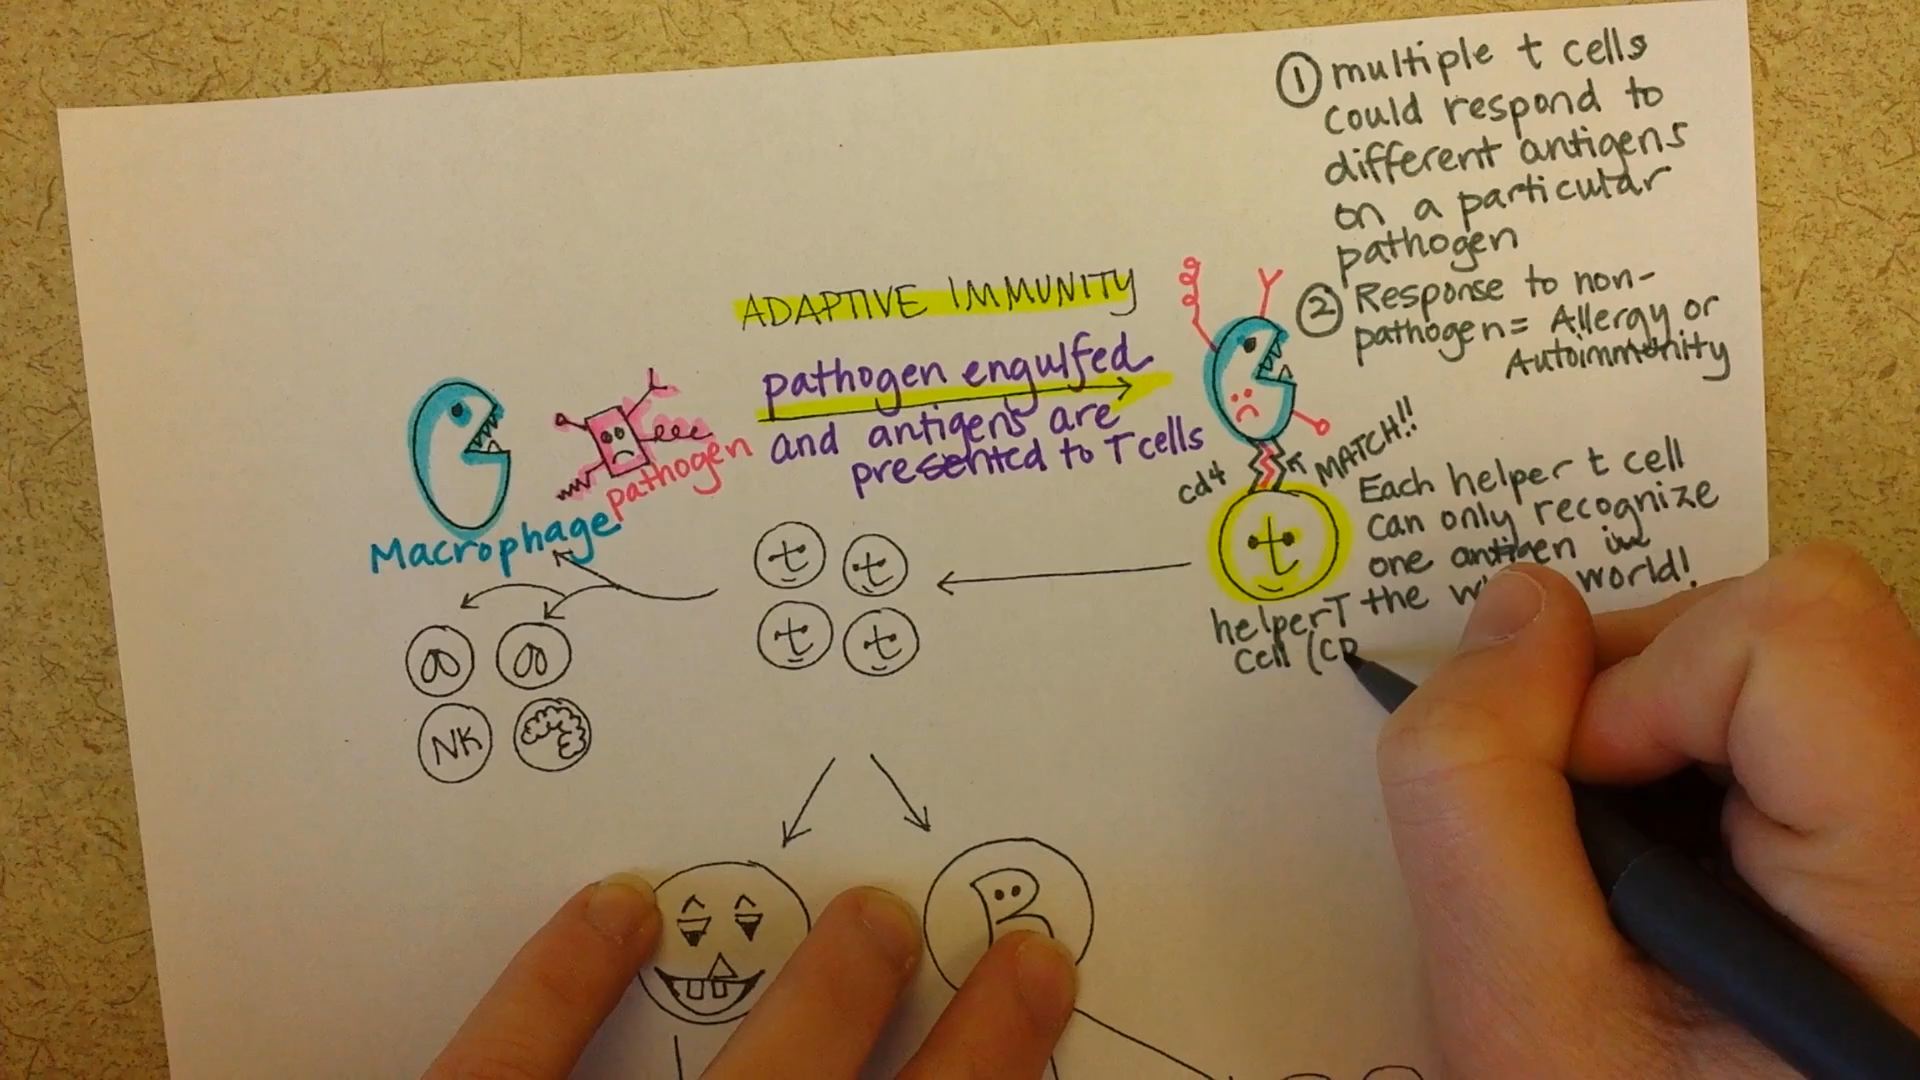 ① multiple t cells
could respond to
different antigens
on a particular
pathogen
② Response to non-
pathogen = Allergy or
Autoimmunity
ADAPTIVE IMMUNITY
pathogen engulfed
and antigens are
presented to T cells
Macrophage
pathogen
cd4
MATCH!!
Each helper t cell
can only recognize
one antigen in
the world!
t
helper T
cell (CD
t
t
t
t
NK
B